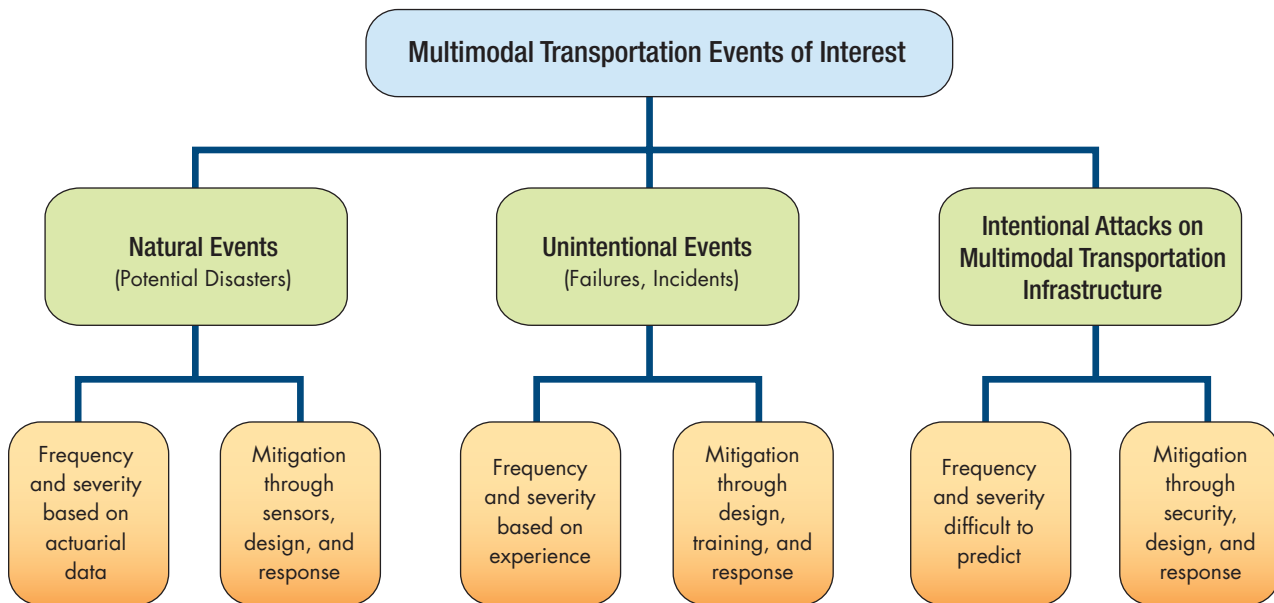 Multimodal Transportation Events of Interest
Natural Events
(Potential Disasters)
Unintentional Events
(Failures, Incidents)
Intentional Attacks on
Multimodal Transportation
Infrastructure
Frequency
and severity
based on
actuarial
data
Mitigation
through
sensors,
design, and
response
Frequency
and severity
based on
experience
Mitigation
through
design,
training, and
response
Frequency
and severity
difficult to
predict
Mitigation
through
security,
design, and
response